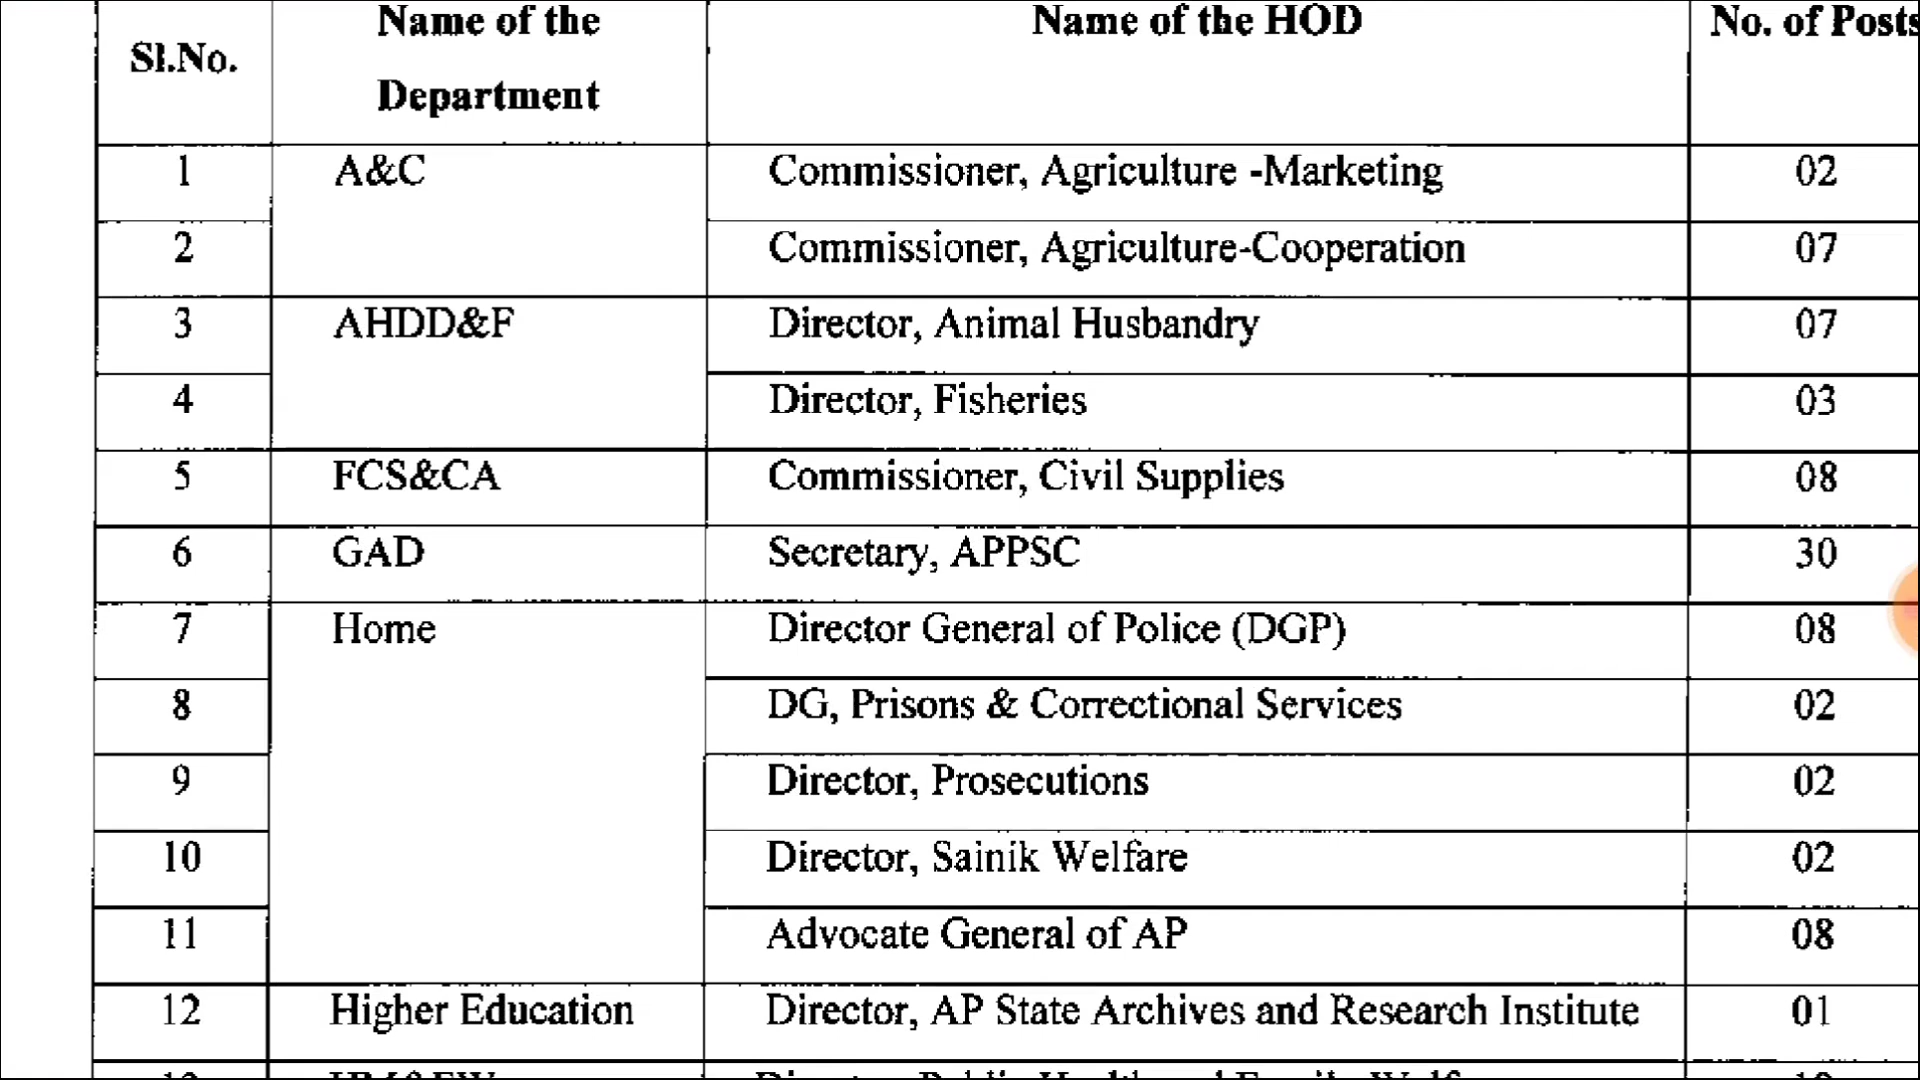 Sl.No. Name of the Department Name of the HOD No. of Posts
1 A&C Commissioner, Agriculture -Marketing 02
2 Commissioner, Agriculture-Cooperation 07
3 AHDD&F Director, Animal Husbandry 07
4 Director, Fisheries 03
5 FCS&CA Commissioner, Civil Supplies 08
6 GAD Secretary, APPSC 30
7 Home Director General of Police (DGP) 08
8 DG, Prisons & Correctional Services 02
9 Director, Prosecutions 02
10 Director, Sainik Welfare 02
11 Advocate General of AP 08
12 Higher Education Director, AP State Archives and Research Institute 01